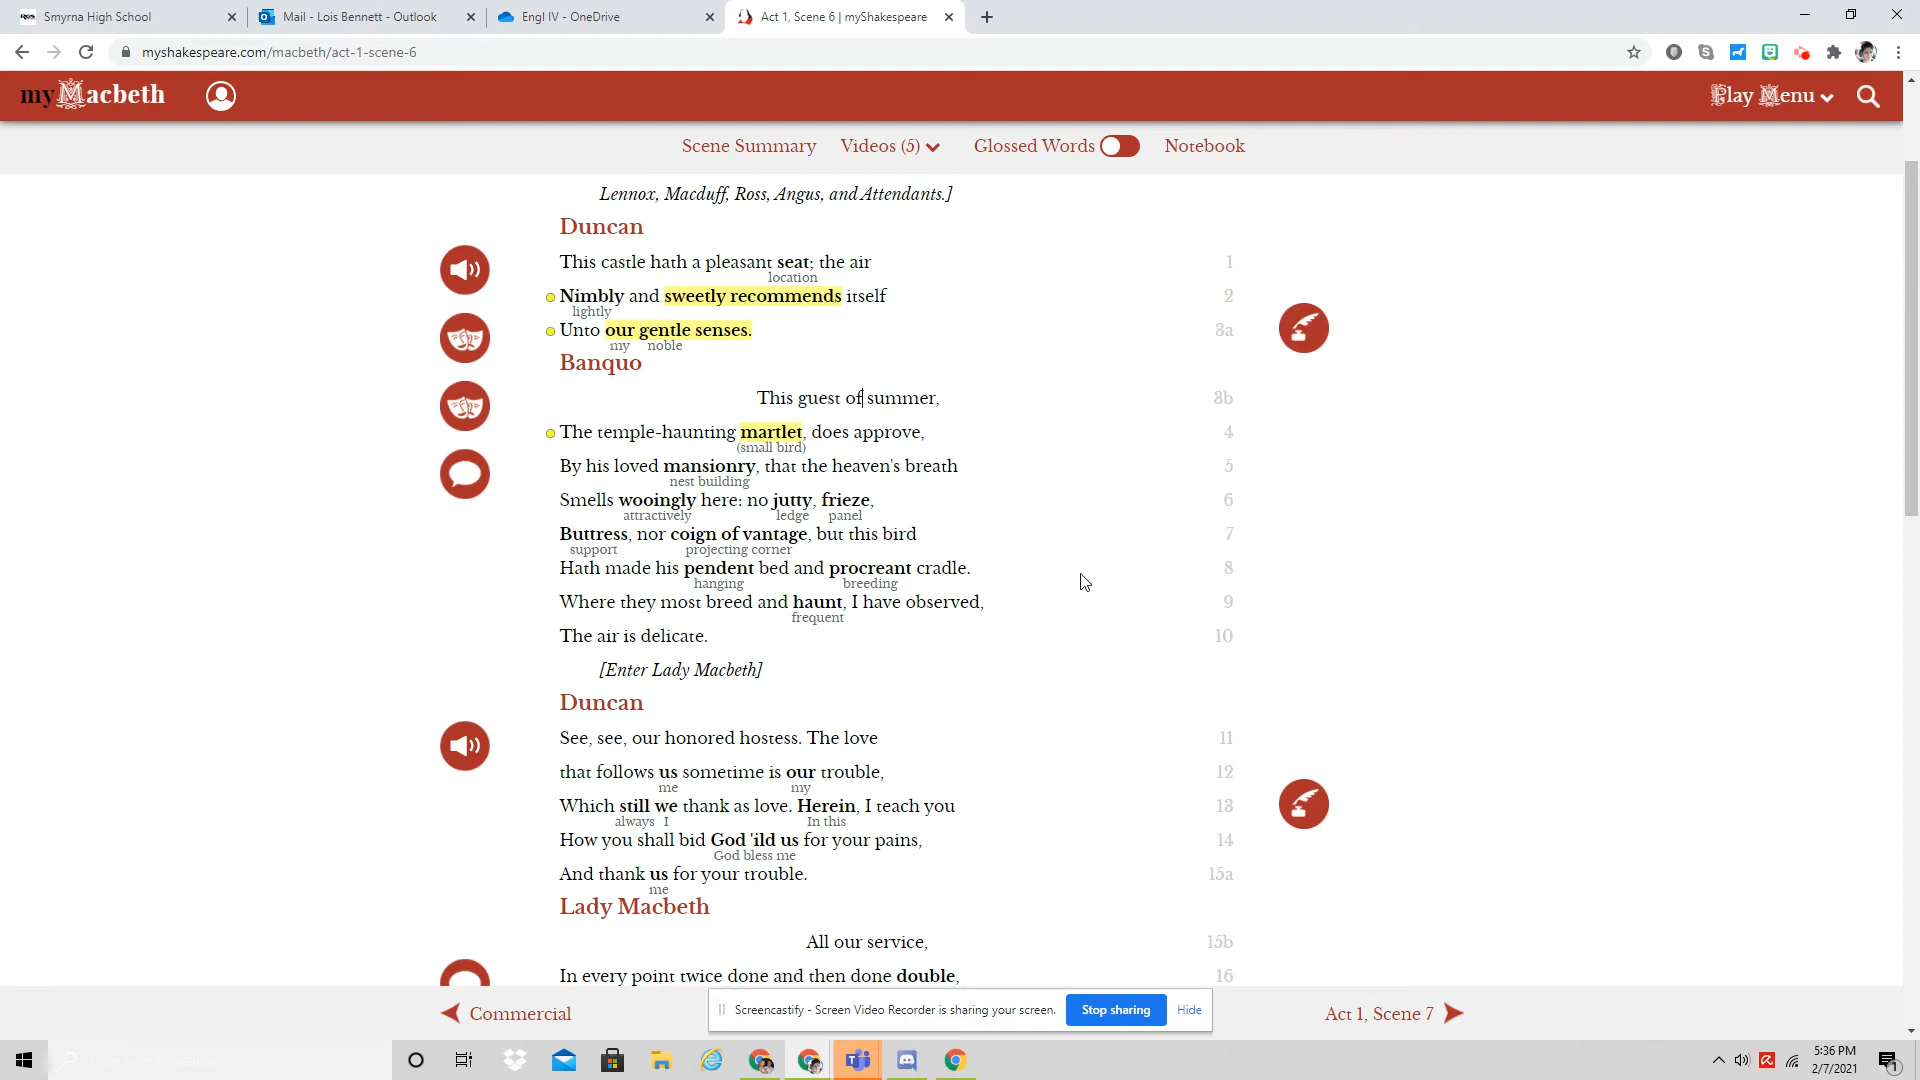 Smyrna High School
Mail - Lois Bennett - Outlook
Engl IV - OneDrive
Act 1, Scene 6 | myShakespeare
myshakespeare.com/macbeth/act-1-scene-6
myMacbeth
Play Menu
Scene Summary
Videos (5)
Glossed Words
Notebook
Lennox, Macduff, Ross, Angus, and Attendants.]
Duncan
This castle hath a pleasant seat; the air 1
location
Nimbly and sweetly recommends itself 2
lightly
Unto our gentle senses. 3a
my noble
Banquo
This guest of summer, 3b
The temple-haunting martlet, does approve, 4
(small bird)
By his loved mansionry, that the heaven's breath 5
nest building
Smells wooingly here: no jutty, frieze, 6
attractively ledge panel
Buttress, nor coign of vantage, but this bird 7
support projecting corner
Hath made his pendent bed and procreant cradle. 8
hanging breeding
Where they most breed and haunt, I have observed, 9
frequent
The air is delicate. 10
[Enter Lady Macbeth]
Duncan
See, see, our honored hostess. The love 11
that follows us sometime is our trouble, 12
me my
Which still we thank as love. Herein, I teach you 13
always I In this
How you shall bid God 'ild us for your pains, 14
God bless me
And thank us for your trouble. 15a
me
Lady Macbeth
All our service, 15b
In every point twice done and then done double, 16
Commercial
Screencastify - Screen Video Recorder is sharing your screen.
Stop sharing
Hide
Act 1, Scene 7
5:36 PM
2/7/2021